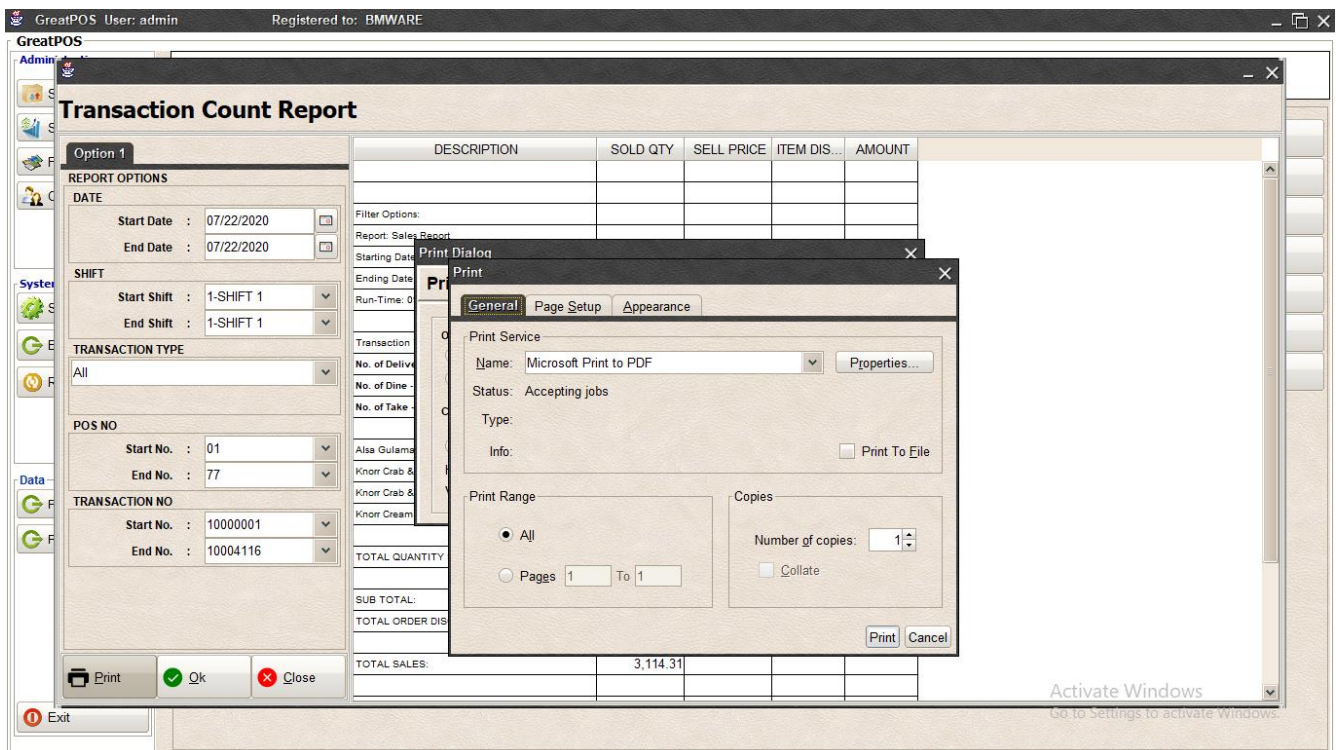 GreatPOS User: admin Registered to: BMWARE
GreatPOS
Admin
Transaction Count Report
Option 1
REPORT OPTIONS
DATE
Start Date : 07/22/2020
End Date : 07/22/2020
SHIFT
Start Shift : 1-SHIFT 1
End Shift : 1-SHIFT 1
TRANSACTION TYPE
All
POS NO
Start No. : 01
End No. : 77
TRANSACTION NO
Start No. : 10000001
End No. : 10004116
Print Ok Close
DESCRIPTION SOLD QTY SELL PRICE ITEM DIS... AMOUNT
Filter Options:
Report: Sales Report
Starting Date
Ending Date
Run-Time: 0
Transaction
No. of Delive
No. of Dine -
No. of Take -
Alsa Gulama
Knorr Crab &
Knorr Crab &
Knorr Cream
TOTAL QUANTITY
SUB TOTAL:
TOTAL ORDER DIS
TOTAL SALES: 3,114.31
Print Dialog
Pri
Print
General Page Setup Appearance
Print Service
Name: Microsoft Print to PDF Properties...
Status: Accepting jobs
Type:
Info: Print To File
Print Range
All
Pages 1 To 1
Copies
Number of copies: 1
Collate
Print Cancel
System
Data
Exit
Activate Windows
Go to Settings to activate Windows.